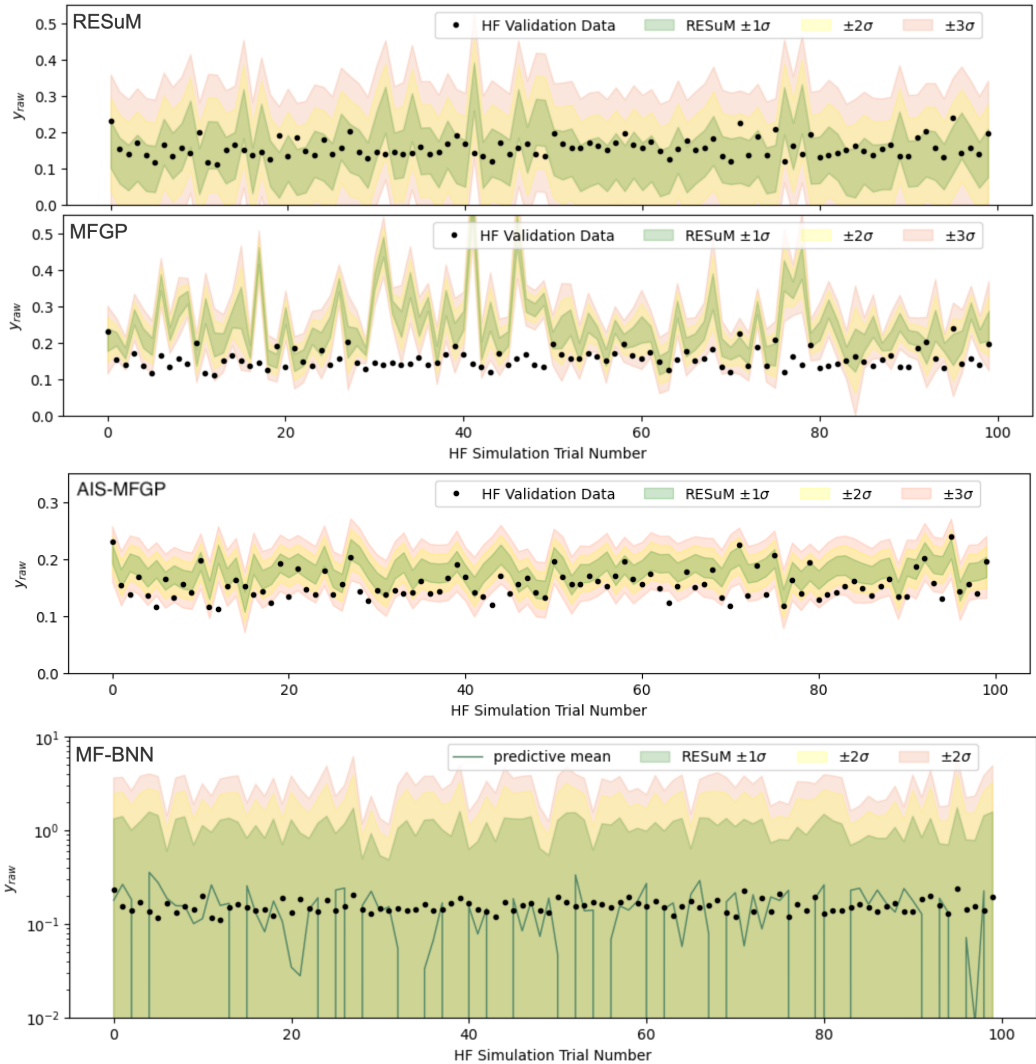 RESuM
HF Validation Data RESuM ±1σ ±2σ ±3σ
0.5
0.4
0.3
0.2
0.1
0.0
y_raw
MFGP
HF Validation Data RESuM ±1σ ±2σ ±3σ
0.5
0.4
0.3
0.2
0.1
0.0
y_raw
0 20 40 60 80 100
HF Simulation Trial Number
AIS-MFGP
HF Validation Data RESuM ±1σ ±2σ ±3σ
0.3
0.2
0.1
0.0
y_raw
0 20 40 60 80 100
HF Simulation Trial Number
MF-BNN
predictive mean RESuM ±1σ ±2σ ±2σ
HF Validation Data
10¹
10⁰
10⁻¹
10⁻²
y_raw
0 20 40 60 80 100
HF Simulation Trial Number